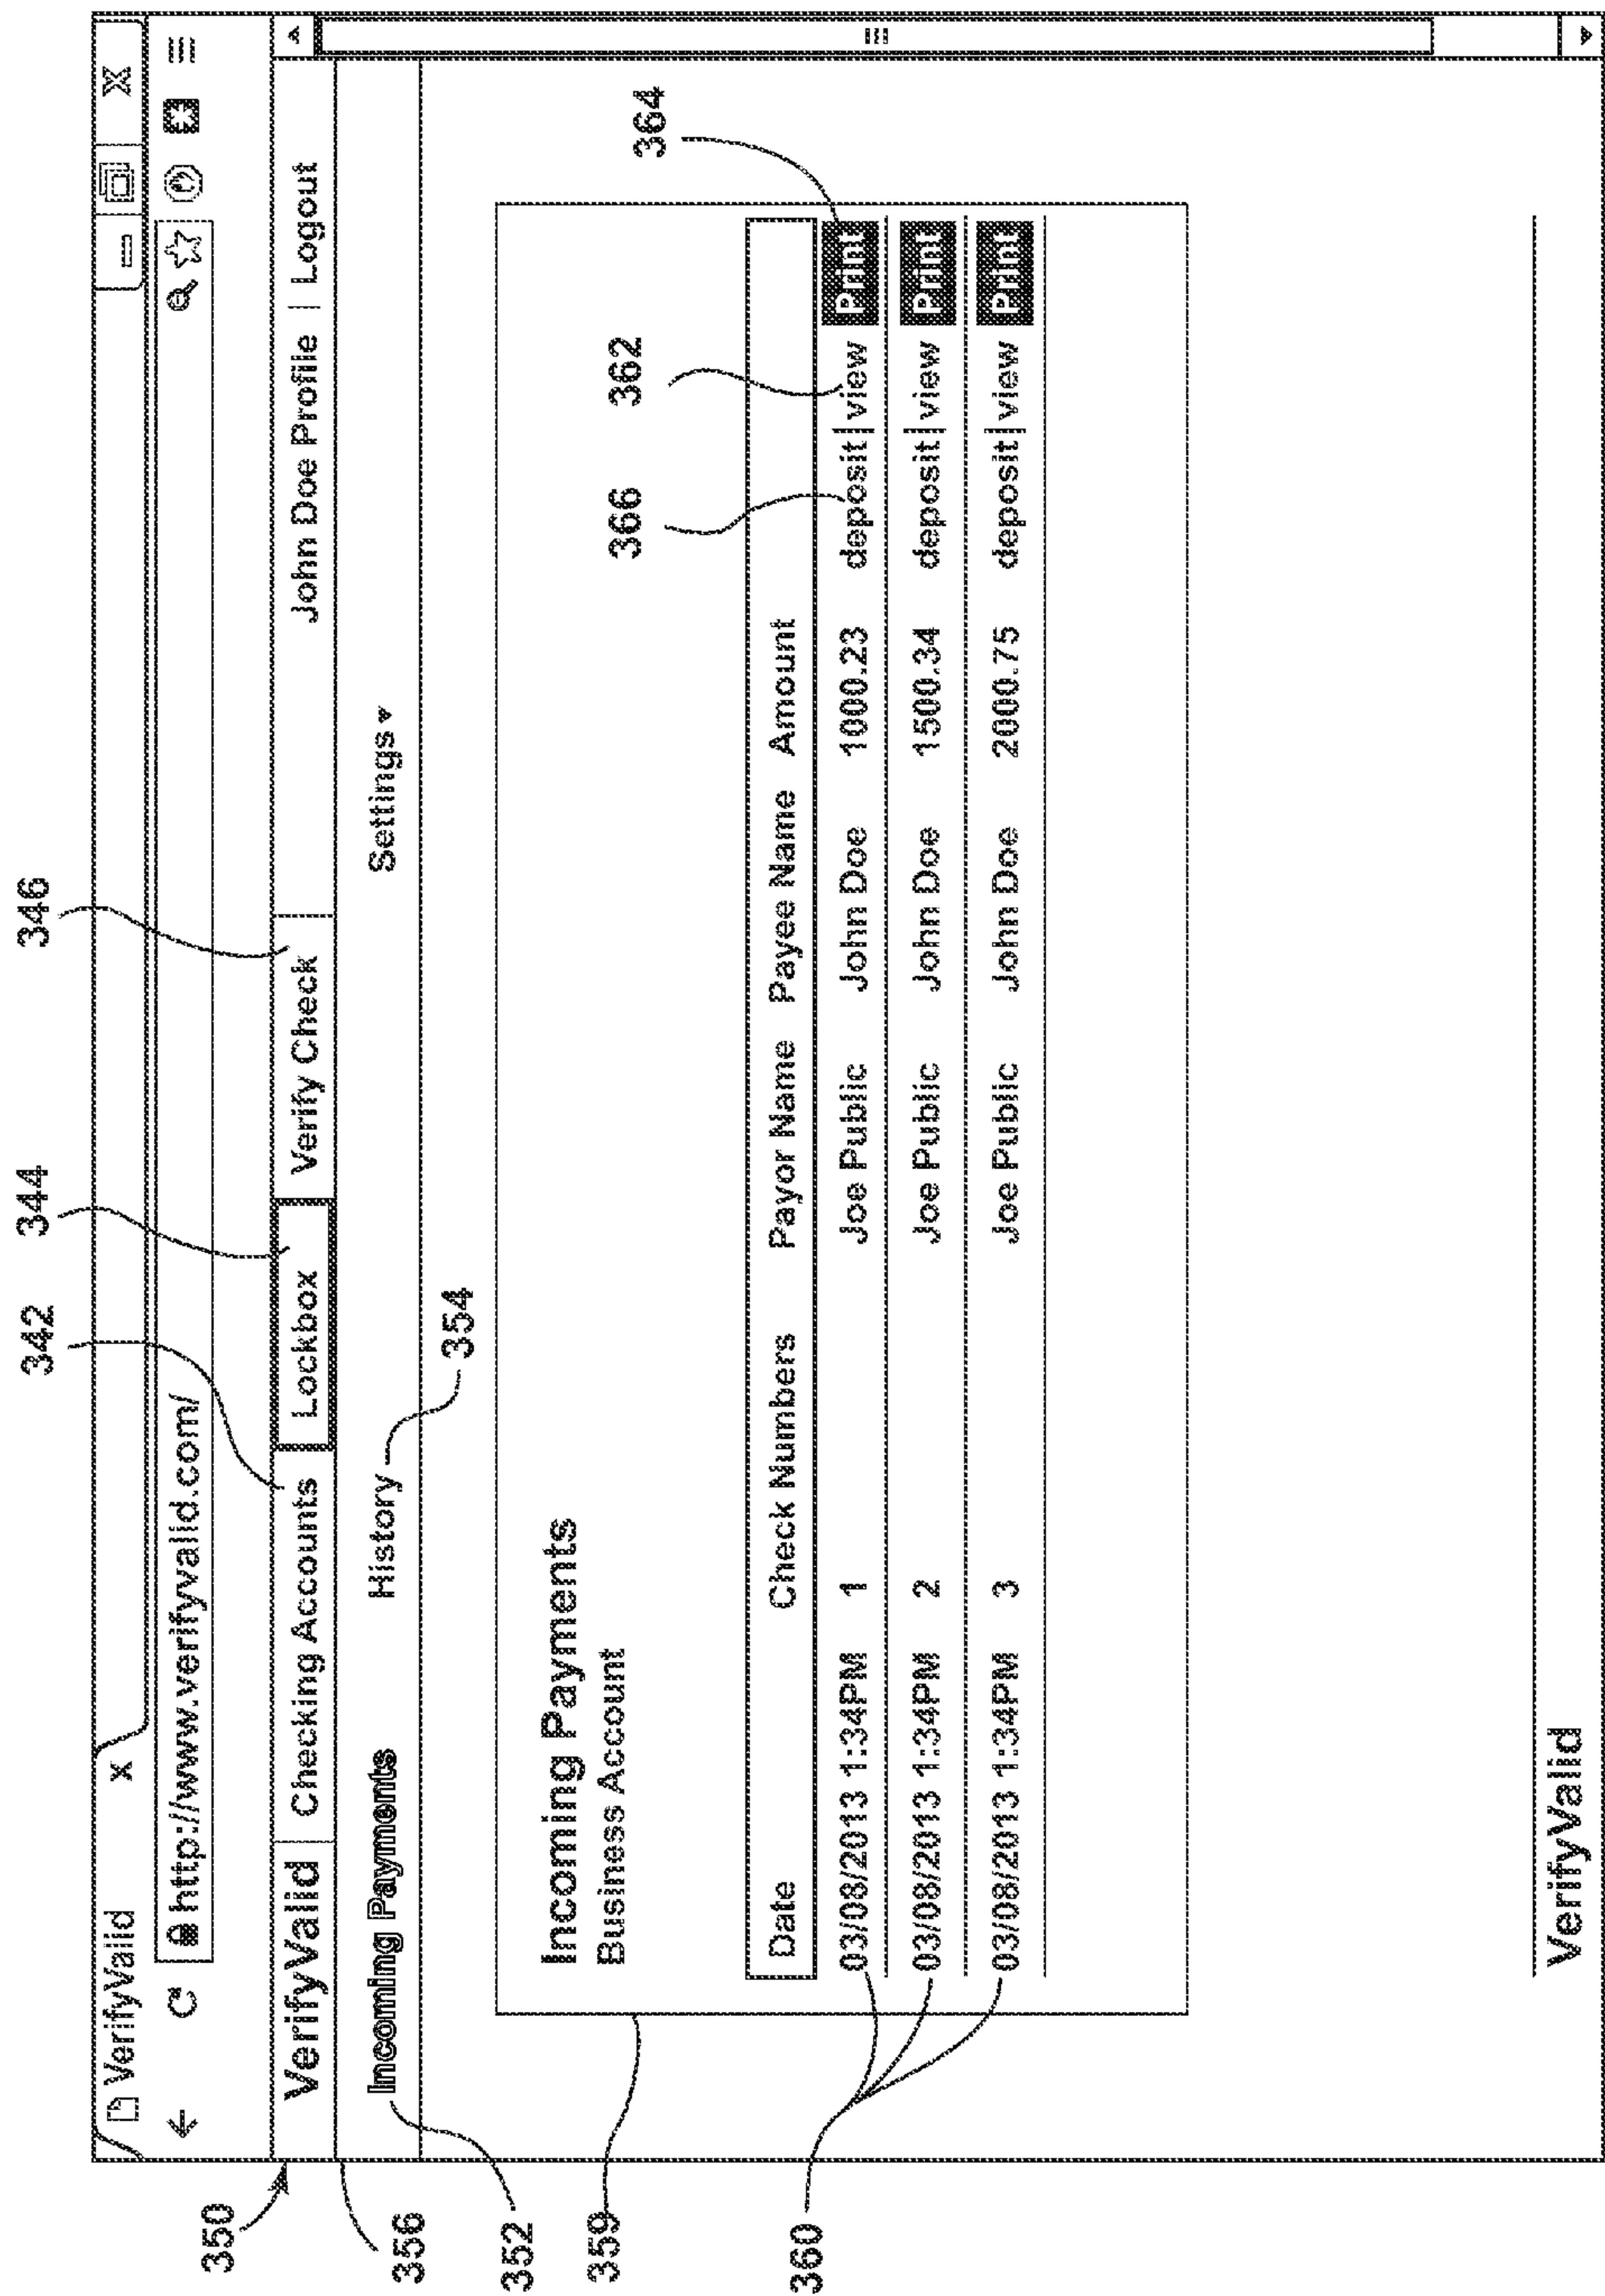 342 344 346
VerifyValid x
http://www.verifyvalid.com/
350
VerifyValid Checking Accounts Lockbox Verify Check John Doe Profile | Logout
356
Incoming Payments History Settings
352 354
359
Incoming Payments
Business Account
366 362 364
Date Check Numbers Payor Name Payee Name Amount
03/08/2013 1:34PM 1 Joe Public John Doe 1000.23 deposit | view Print
03/08/2013 1:34PM 2 Joe Public John Doe 1500.34 deposit | view Print
03/08/2013 1:34PM 3 Joe Public John Doe 2000.75 deposit | view Print
360
VerifyValid